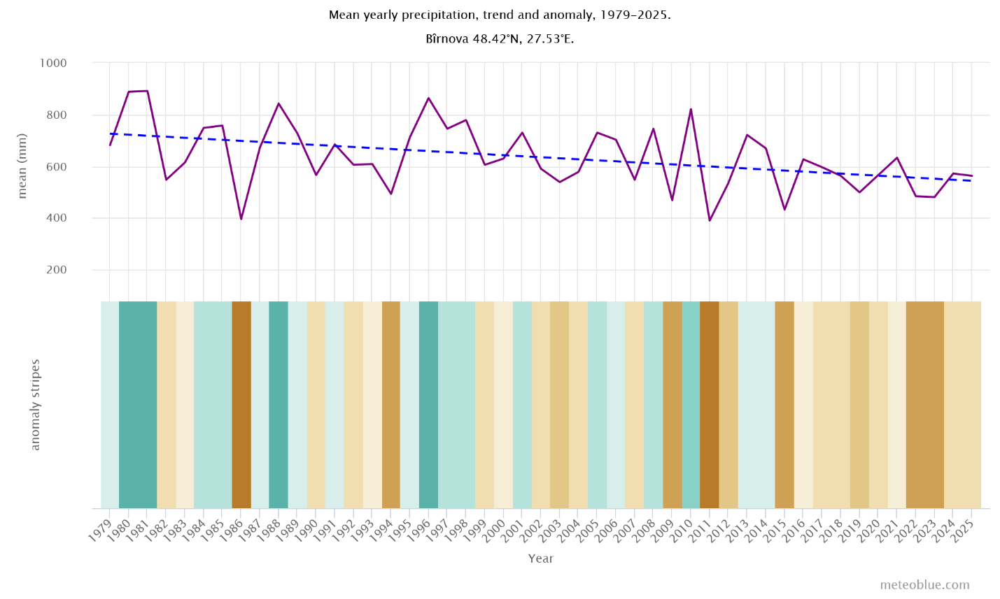 Mean yearly precipitation, trend and anomaly, 1979-2025.
Bîrnova 48.42°N, 27.53°E.
1000
800
600
400
200
mean (mm)
anomaly stripes
1979 1980 1981 1982 1983 1984 1985 1986 1987 1988 1989 1990 1991 1992 1993 1994 1995 1996 1997 1998 1999 2000 2001 2002 2003 2004 2005 2006 2007 2008 2009 2010 2011 2012 2013 2014 2015 2016 2017 2018 2019 2020 2021 2022 2023 2024 2025
Year
meteoblue.com